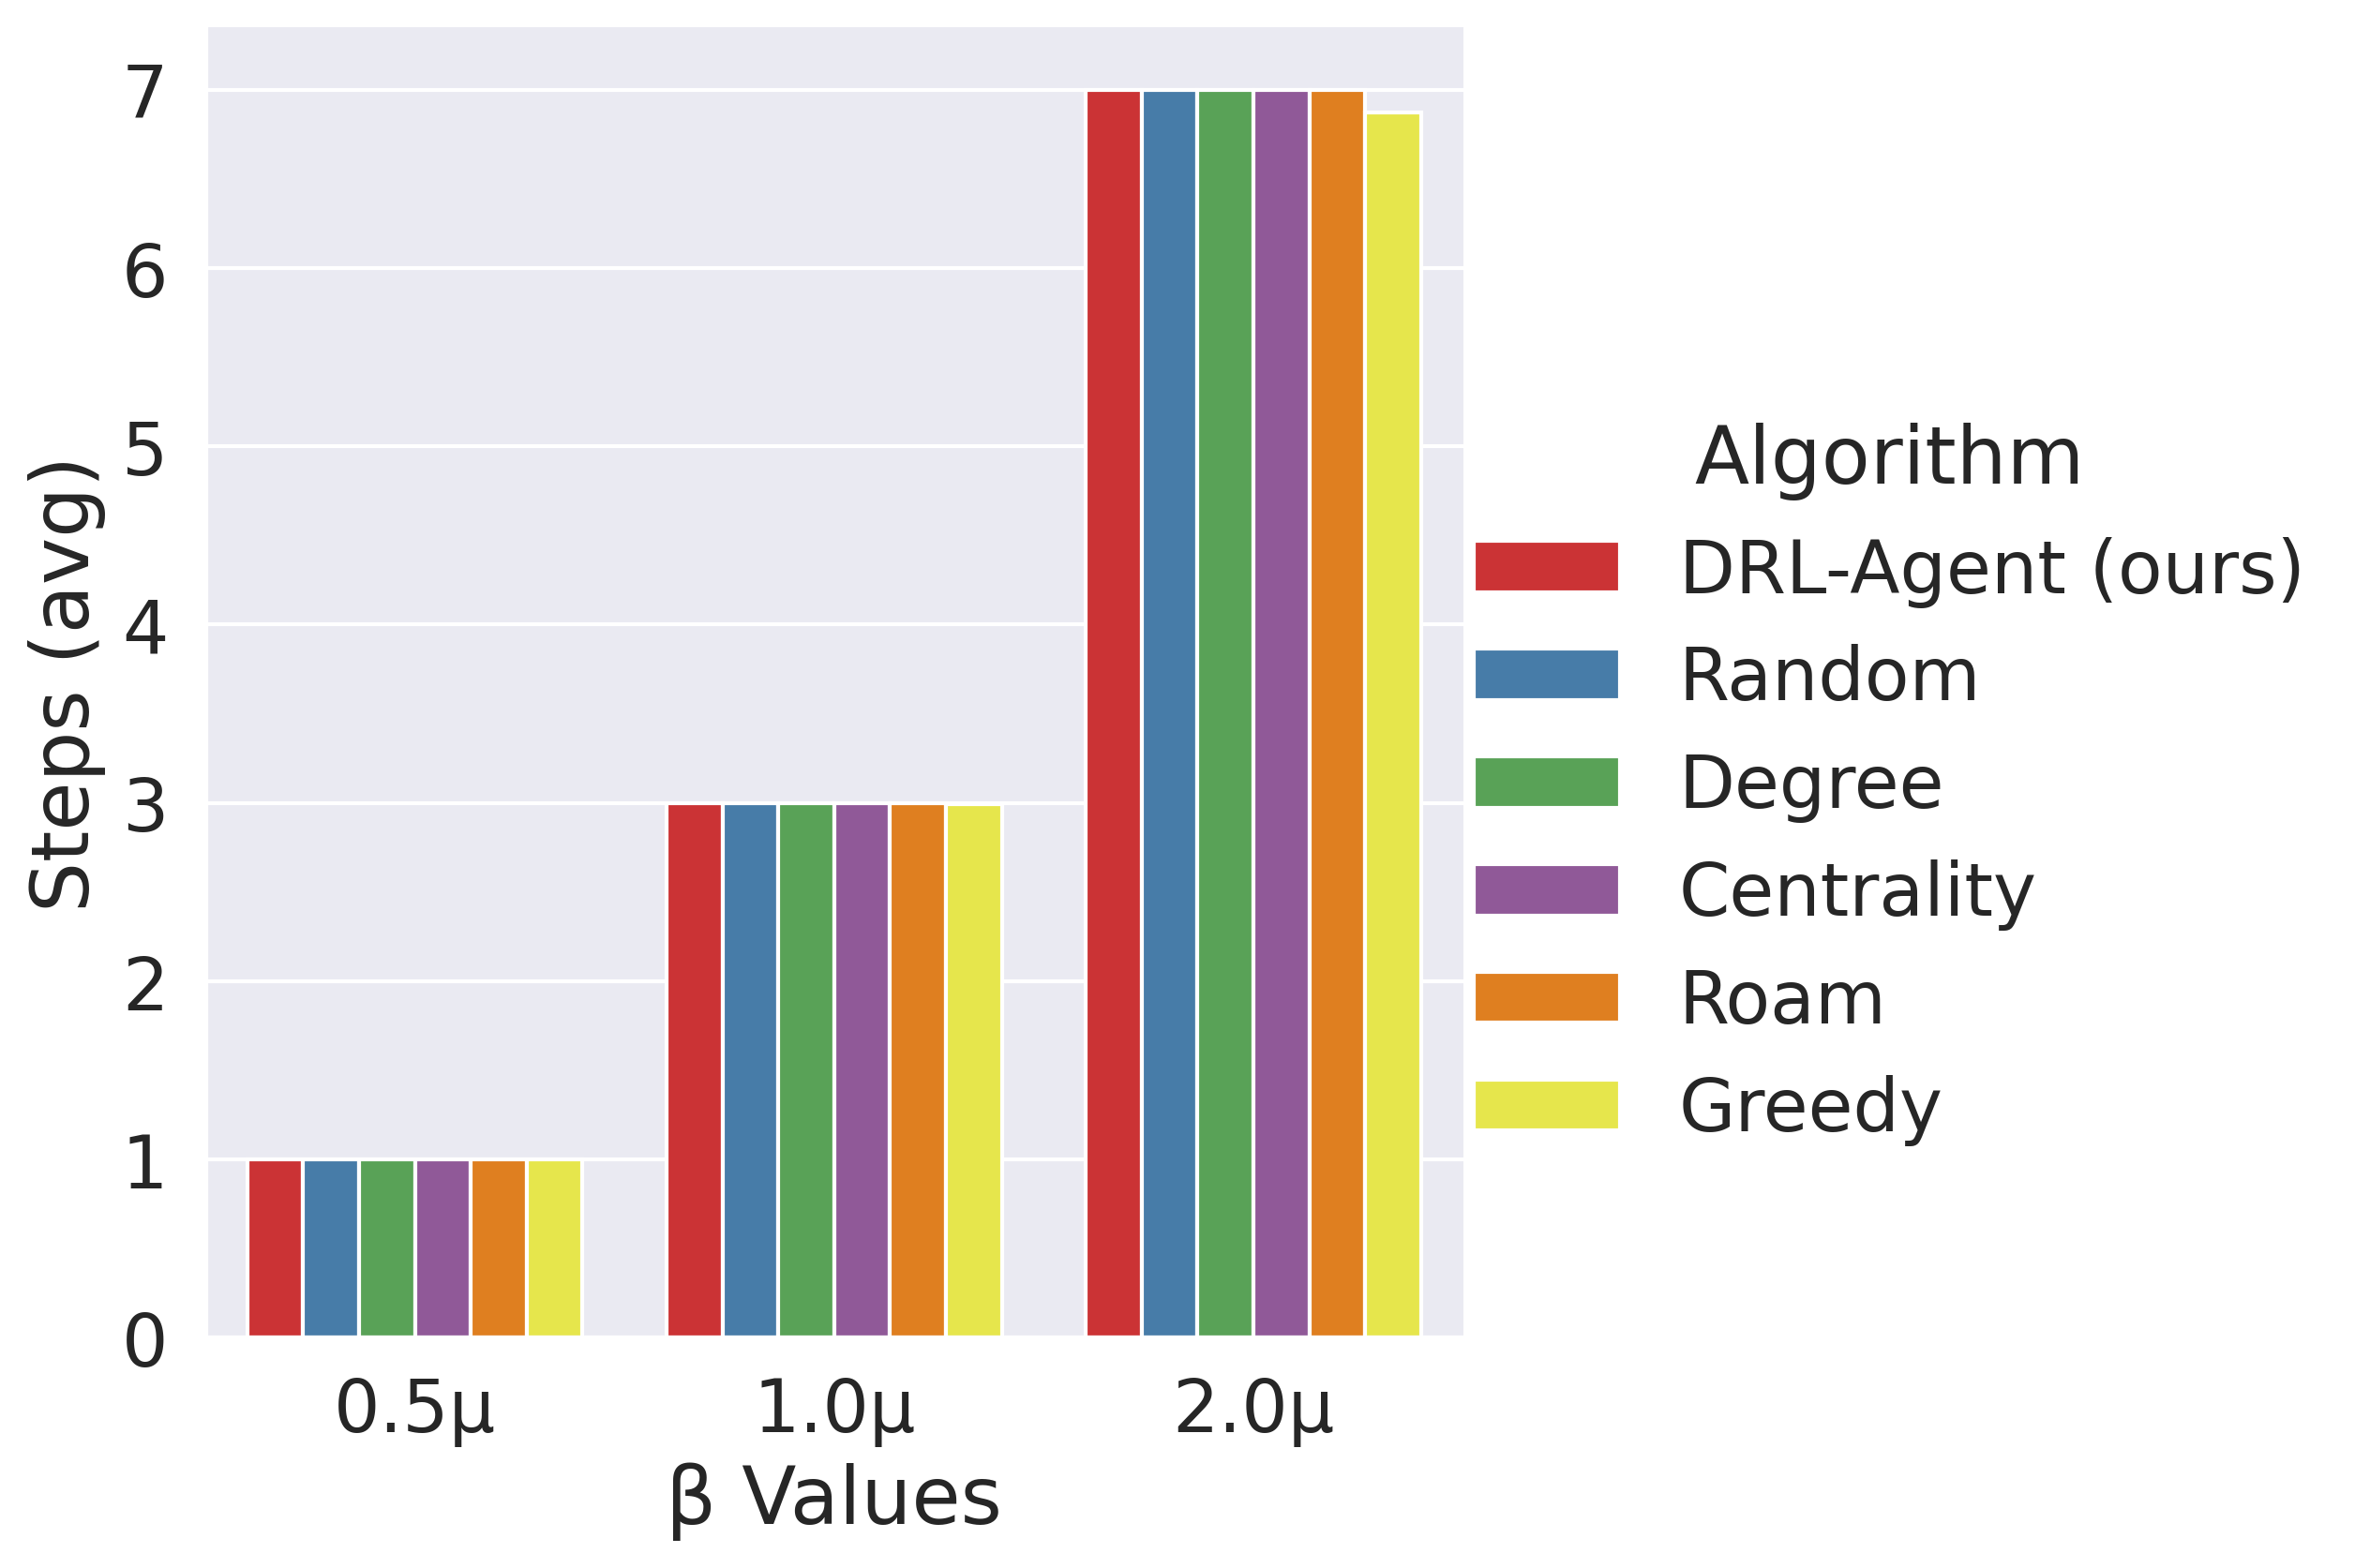 7
6
5
4
3
2
1
0
Steps (avg)
0.5μ 1.0μ 2.0μ
β Values
Algorithm
DRL-Agent (ours)
Random
Degree
Centrality
Roam
Greedy